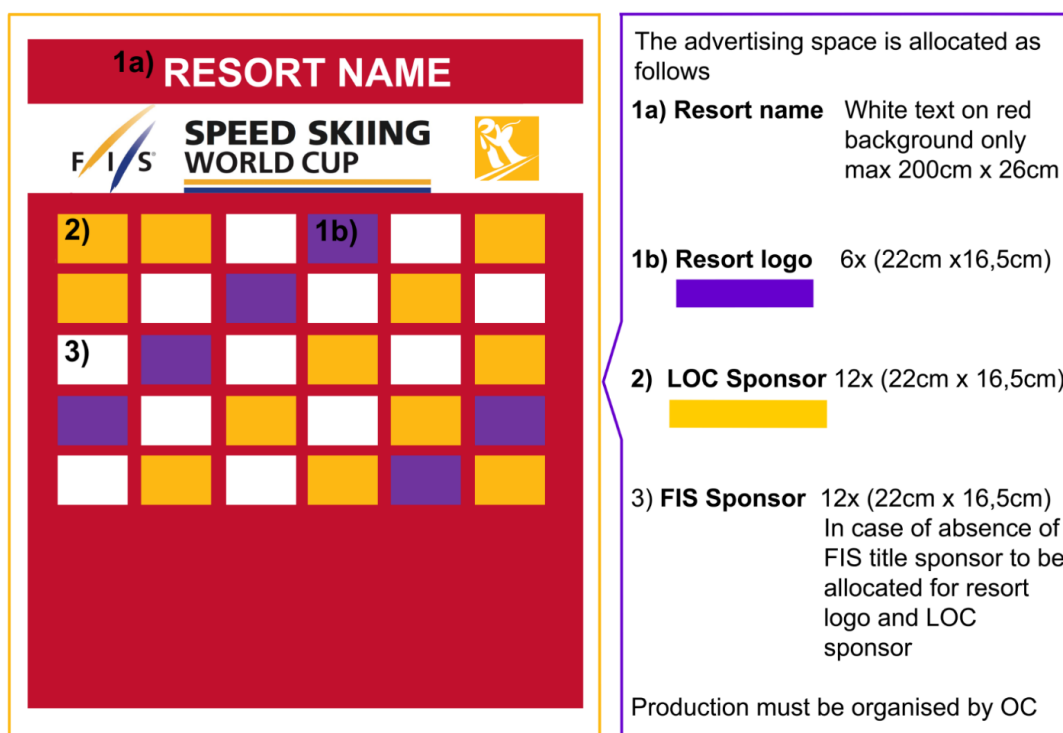 1a) RESORT NAME
F I S®
SPEED SKIING
WORLD CUP
2)
1b)
3)
The advertising space is allocated as
follows
1a) Resort name White text on red
background only
max 200cm x 26cm
1b) Resort logo 6x (22cm x16,5cm)
2) LOC Sponsor 12x (22cm x 16,5cm)
3) FIS Sponsor 12x (22cm x 16,5cm)
In case of absence of
FIS title sponsor to be
allocated for resort
logo and LOC
sponsor
Production must be organised by OC